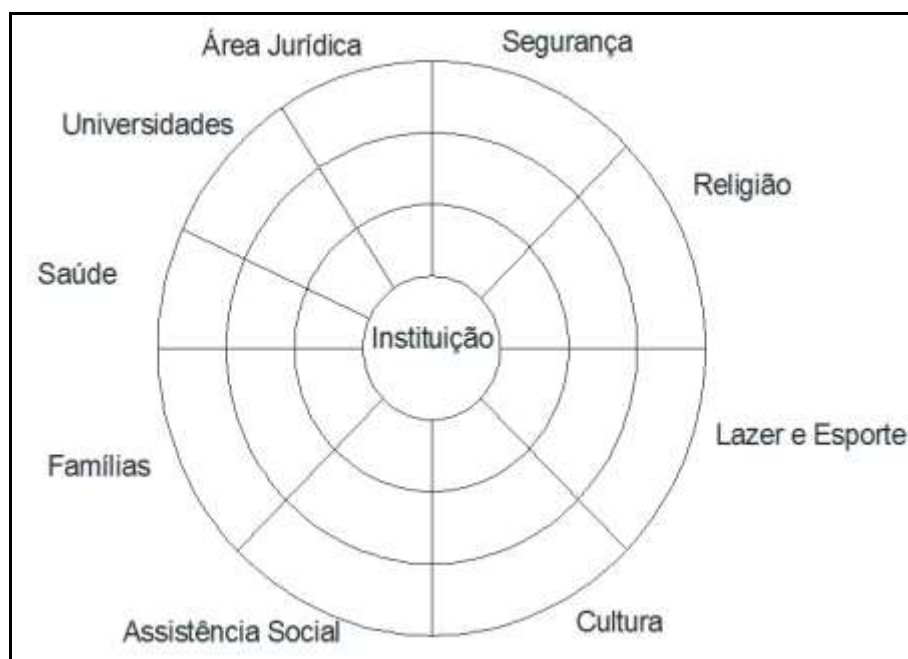 Área Jurídica
Segurança
Universidades
Religião
Saúde
Instituição
Lazer e Esporte
Famílias
Assistência Social
Cultura